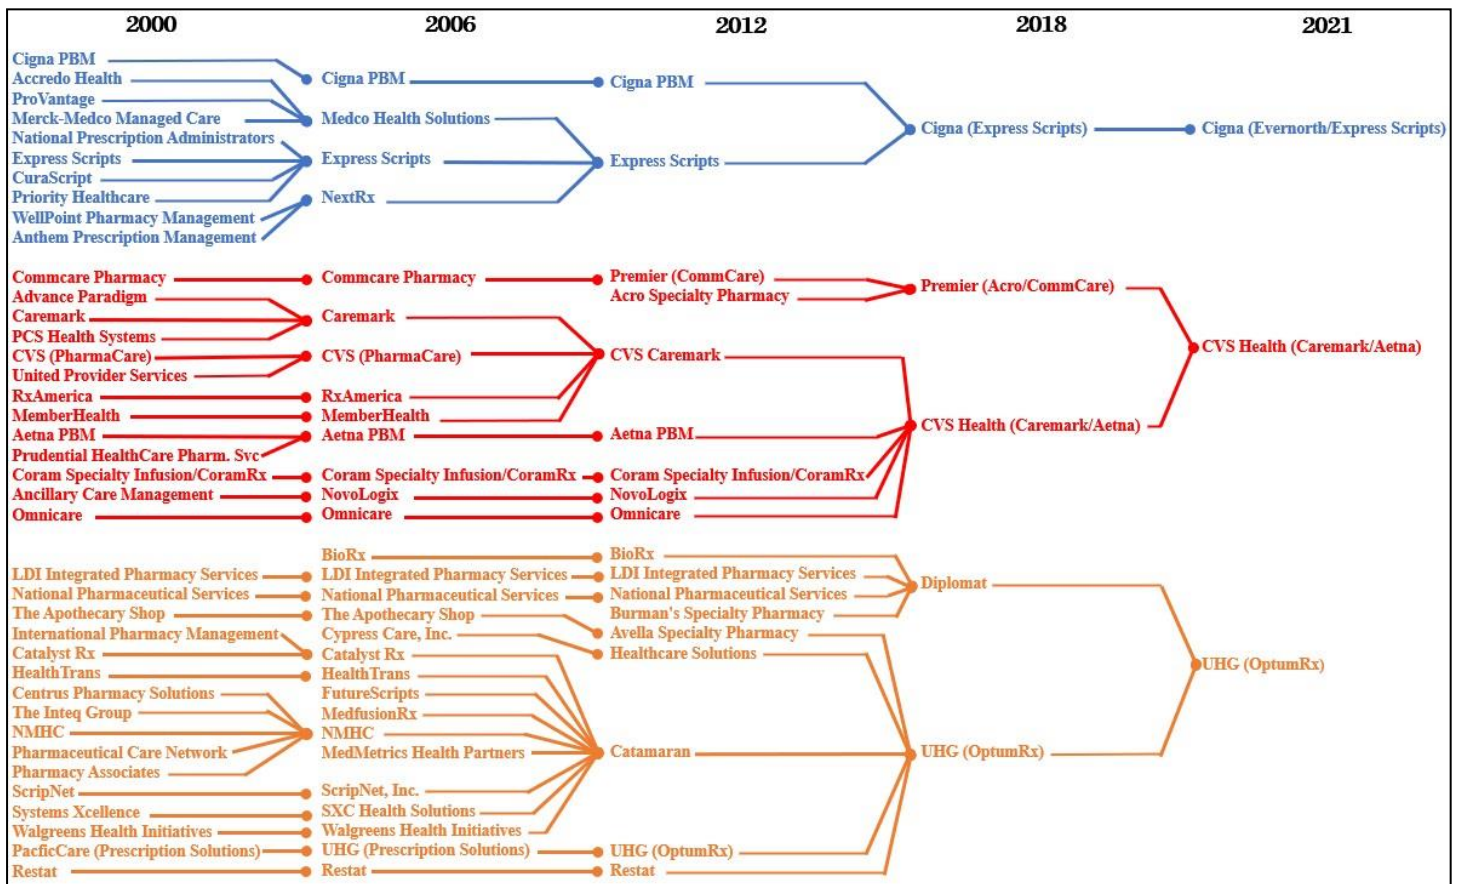 2000 2006 2012 2018 2021
Cigna PBM
Accredo Health Cigna PBM Cigna PBM
ProVantage
Merck-Medco Managed Care Medco Health Solutions Cigna (Express Scripts) Cigna (Evernorth/Express Scripts)
National Prescription Administrators
Express Scripts Express Scripts Express Scripts
CuraScript
Priority Healthcare NextRx
WellPoint Pharmacy Management
Anthem Prescription Management
Commcare Pharmacy Commcare Pharmacy Premier (CommCare)
Advance Paradigm Acro Specialty Pharmacy Premier (Acro/CommCare)
Caremark Caremark
PCS Health Systems
CVS (PharmaCare) CVS (PharmaCare) CVS Caremark CVS Health (Caremark/Aetna)
United Provider Services
RxAmerica RxAmerica
MemberHealth MemberHealth
Aetna PBM Aetna PBM Aetna PBM CVS Health (Caremark/Aetna)
Prudential HealthCare Pharm. Svc
Coram Specialty Infusion/CoramRx Coram Specialty Infusion/CoramRx Coram Specialty Infusion/CoramRx
Ancillary Care Management NovoLogix NovoLogix
Omnicare Omnicare Omnicare
BioRx BioRx
LDI Integrated Pharmacy Services LDI Integrated Pharmacy Services LDI Integrated Pharmacy Services Diplomat
National Pharmaceutical Services National Pharmaceutical Services National Pharmaceutical Services
The Apothecary Shop The Apothecary Shop Burman's Specialty Pharmacy
International Pharmacy Management Cypress Care, Inc. Avella Specialty Pharmacy
Catalyst Rx Catalyst Rx Healthcare Solutions UHG (OptumRx)
HealthTrans HealthTrans
Centrus Pharmacy Solutions FutureScripts
The Inteq Group MedfusionRx
NMHC NMHC
Pharmaceutical Care Network MedMetrics Health Partners Catamaran UHG (OptumRx)
Pharmacy Associates
ScripNet ScripNet, Inc.
Systems Xcellence SXC Health Solutions
Walgreens Health Initiatives Walgreens Health Initiatives
PacficCare (Prescription Solutions) UHG (Prescription Solutions) UHG (OptumRx)
Restat Restat Restat